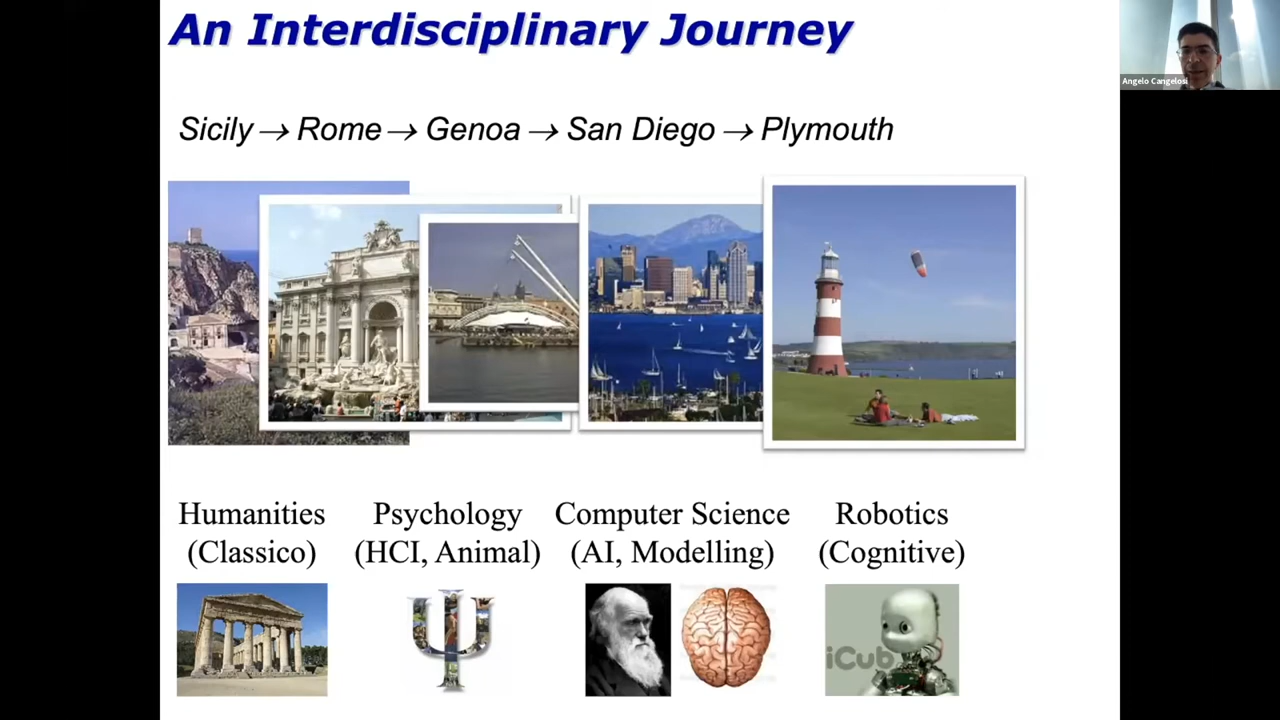 An Interdisciplinary Journey
Angelo Cangelosi
Sicily → Rome → Genoa → San Diego → Plymouth
Humanities
(Classico)
Psychology
(HCI, Animal)
Computer Science
(AI, Modelling)
Robotics
(Cognitive)
iCub